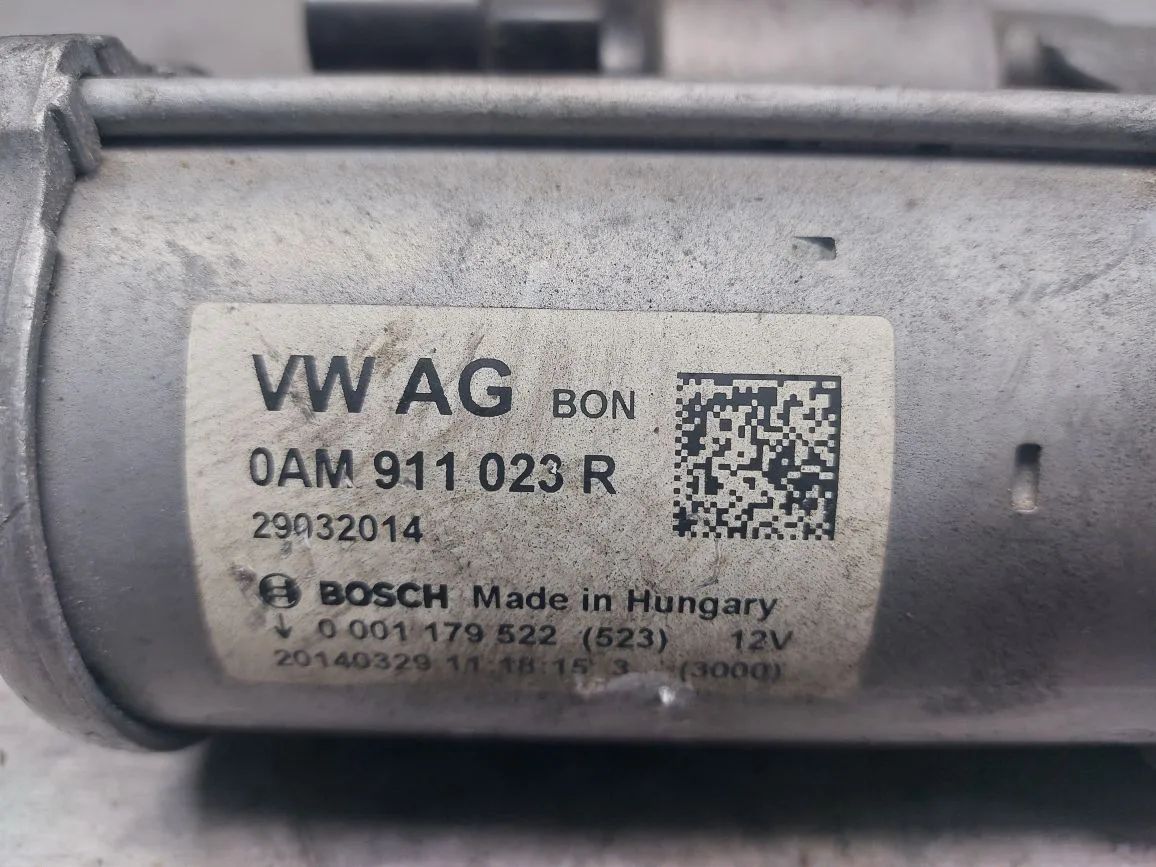 VW AG BON
0AM 911 023 R
29032014
BOSCH Made in Hungary
↓ 0 001 179 522 (523) 12V
20140329 11 18:15 3 (3000)